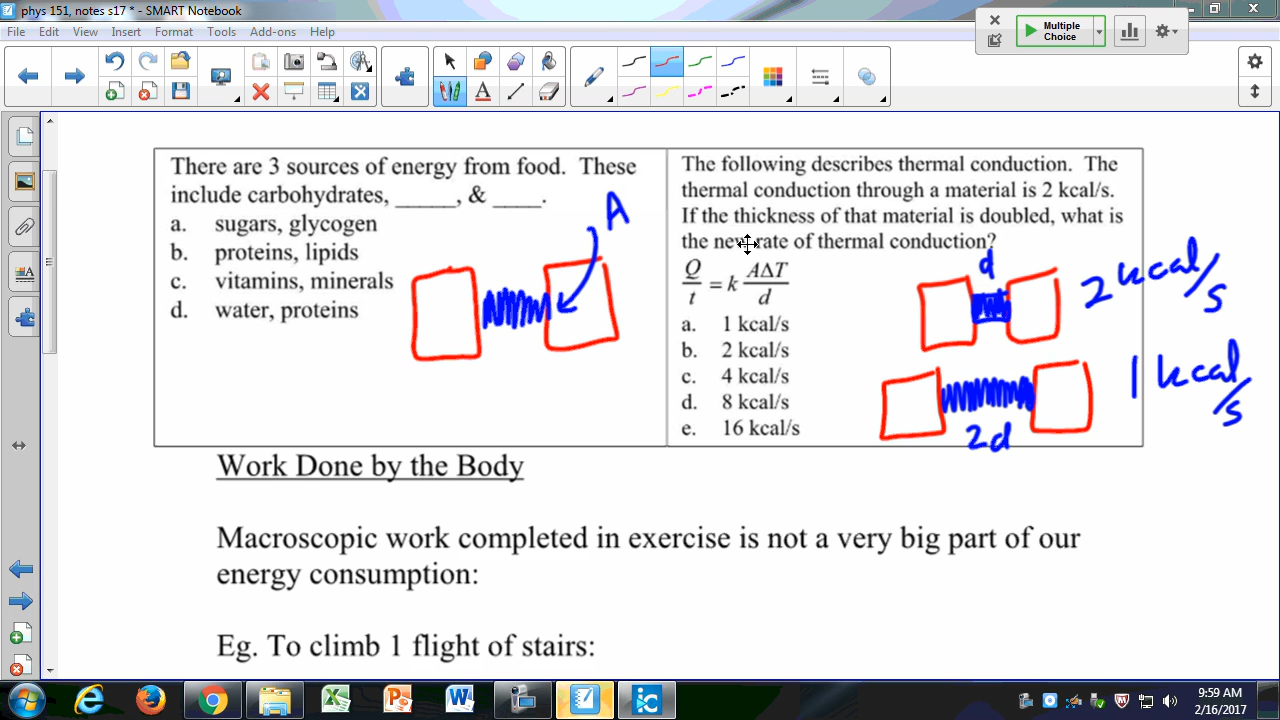 phys 151, notes s17 * - SMART Notebook
File Edit View Insert Format Tools Add-ons Help
Multiple
Choice
There are 3 sources of energy from food. These
include carbohydrates, _____, & ____.
a. sugars, glycogen
b. proteins, lipids
c. vitamins, minerals
d. water, proteins
A
The following describes thermal conduction. The
thermal conduction through a material is 2 kcal/s.
If the thickness of that material is doubled, what is
the new rate of thermal conduction?
Q/t = k AΔT/d
a. 1 kcal/s
b. 2 kcal/s
c. 4 kcal/s
d. 8 kcal/s
e. 16 kcal/s
d
2 kcal/s
1 kcal/s
2d
Work Done by the Body
Macroscopic work completed in exercise is not a very big part of our
energy consumption:
Eg. To climb 1 flight of stairs:
9:59 AM
2/16/2017